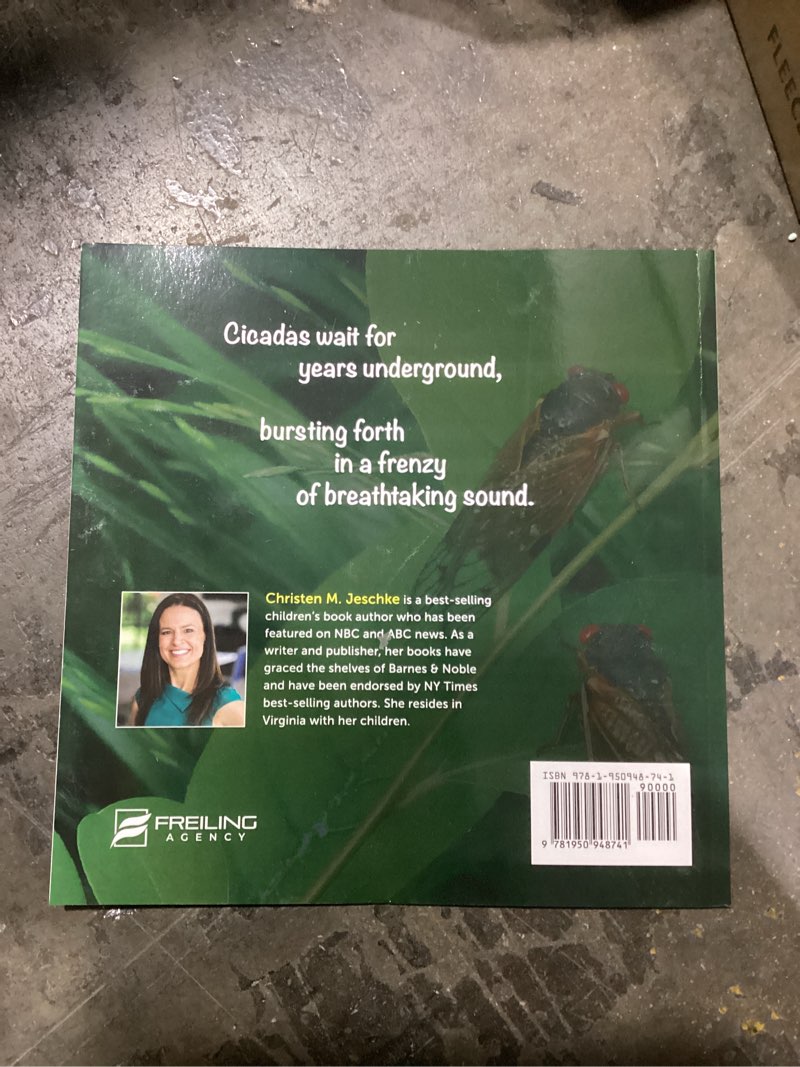 Cicadas wait for
years underground,
bursting forth
in a frenzy
of breathtaking sound.
Christen M. Jeschke is a best-selling
children's book author who has been
featured on NBC and ABC news. As a
writer and publisher, her books have
graced the shelves of Barnes & Noble
and have been endorsed by NY Times
best-selling authors. She resides in
Virginia with her children.
FREILING
AGENCY
ISBN 978-1-950948-74-1
90000
9 781950 948741